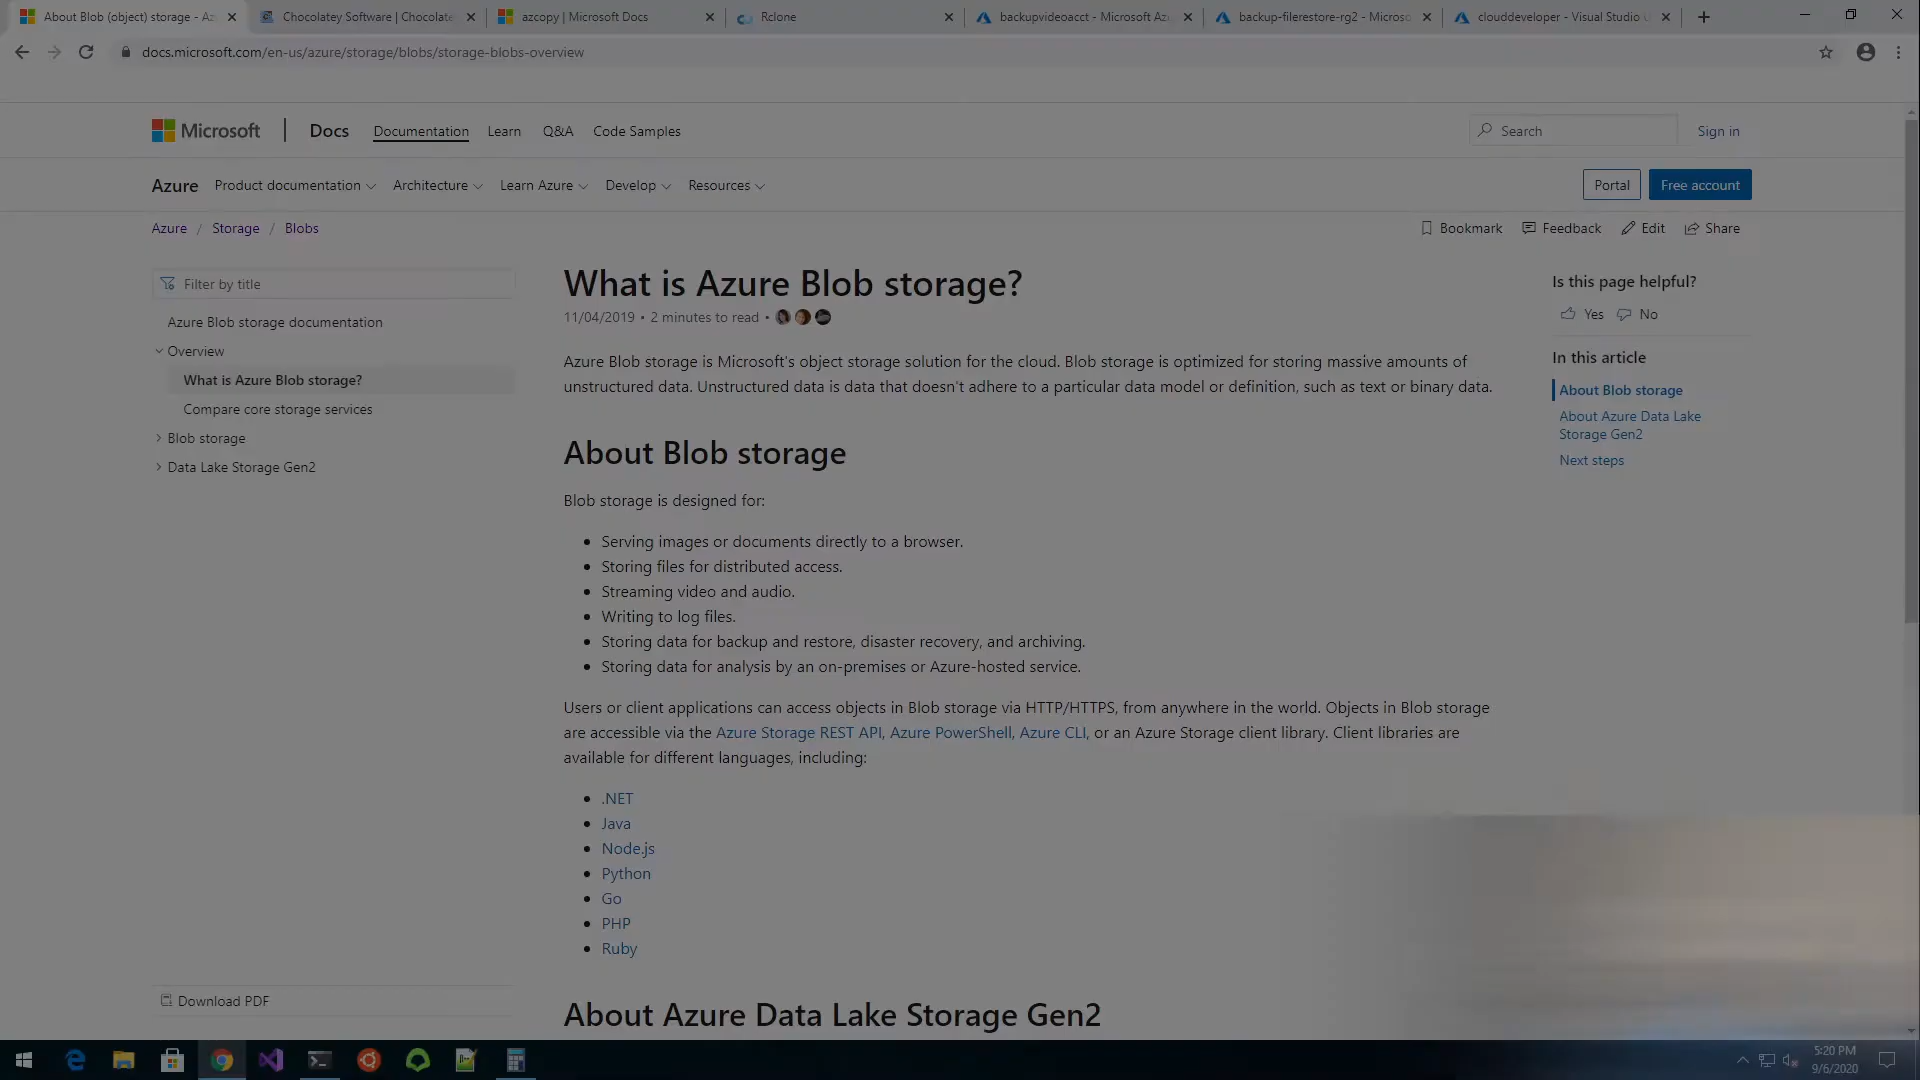 About Blob (object) storage - Az
Chocolatey Software | Chocolate
azcopy | Microsoft Docs
Rclone
backupvideoacct - Microsoft Az
backup-filerestore-rg2 - Microso
clouddeveloper - Visual Studio
docs.microsoft.com/en-us/azure/storage/blobs/storage-blobs-overview
Microsoft
Docs
Documentation
Learn
Q&A
Code Samples
Search
Sign in
Azure
Product documentation
Architecture
Learn Azure
Develop
Resources
Portal
Free account
Azure / Storage / Blobs
Bookmark
Feedback
Edit
Share
Filter by title
Azure Blob storage documentation
Overview
What is Azure Blob storage?
Compare core storage services
Blob storage
Data Lake Storage Gen2
Download PDF
What is Azure Blob storage?
11/04/2019 • 2 minutes to read •
Azure Blob storage is Microsoft's object storage solution for the cloud. Blob storage is optimized for storing massive amounts of
unstructured data. Unstructured data is data that doesn't adhere to a particular data model or definition, such as text or binary data.
About Blob storage
Blob storage is designed for:
• Serving images or documents directly to a browser.
• Storing files for distributed access.
• Streaming video and audio.
• Writing to log files.
• Storing data for backup and restore, disaster recovery, and archiving.
• Storing data for analysis by an on-premises or Azure-hosted service.
Users or client applications can access objects in Blob storage via HTTP/HTTPS, from anywhere in the world. Objects in Blob storage
are accessible via the Azure Storage REST API, Azure PowerShell, Azure CLI, or an Azure Storage client library. Client libraries are
available for different languages, including:
• .NET
• Java
• Node.js
• Python
• Go
• PHP
• Ruby
About Azure Data Lake Storage Gen2
Is this page helpful?
Yes
No
In this article
About Blob storage
About Azure Data Lake
Storage Gen2
Next steps
5:20 PM
9/6/2020